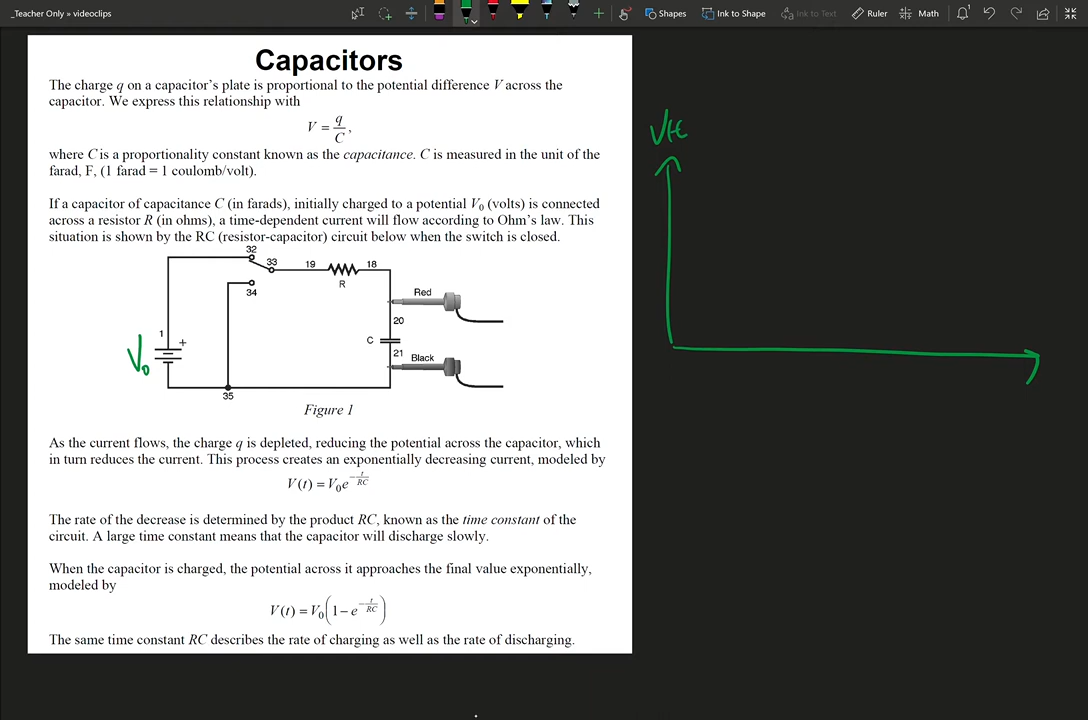 _Teacher Only » videoclips
Shapes
Ink to Shape
Ink to Text
Ruler
Math
1
Capacitors
The charge q on a capacitor's plate is proportional to the potential difference V across the
capacitor. We express this relationship with
V = q/C,
where C is a proportionality constant known as the capacitance. C is measured in the unit of the
farad, F, (1 farad = 1 coulomb/volt).
If a capacitor of capacitance C (in farads), initially charged to a potential V₀ (volts) is connected
across a resistor R (in ohms), a time-dependent current will flow according to Ohm's law. This
situation is shown by the RC (resistor-capacitor) circuit below when the switch is closed.
32
33
19
18
R
34
Red
20
1
+
C
V₀
21
Black
35
Figure 1
As the current flows, the charge q is depleted, reducing the potential across the capacitor, which
in turn reduces the current. This process creates an exponentially decreasing current, modeled by
V(t) = V₀e^(-t/RC)
The rate of the decrease is determined by the product RC, known as the time constant of the
circuit. A large time constant means that the capacitor will discharge slowly.
When the capacitor is charged, the potential across it approaches the final value exponentially,
modeled by
V(t) = V₀(1 − e^(-t/RC))
The same time constant RC describes the rate of charging as well as the rate of discharging.